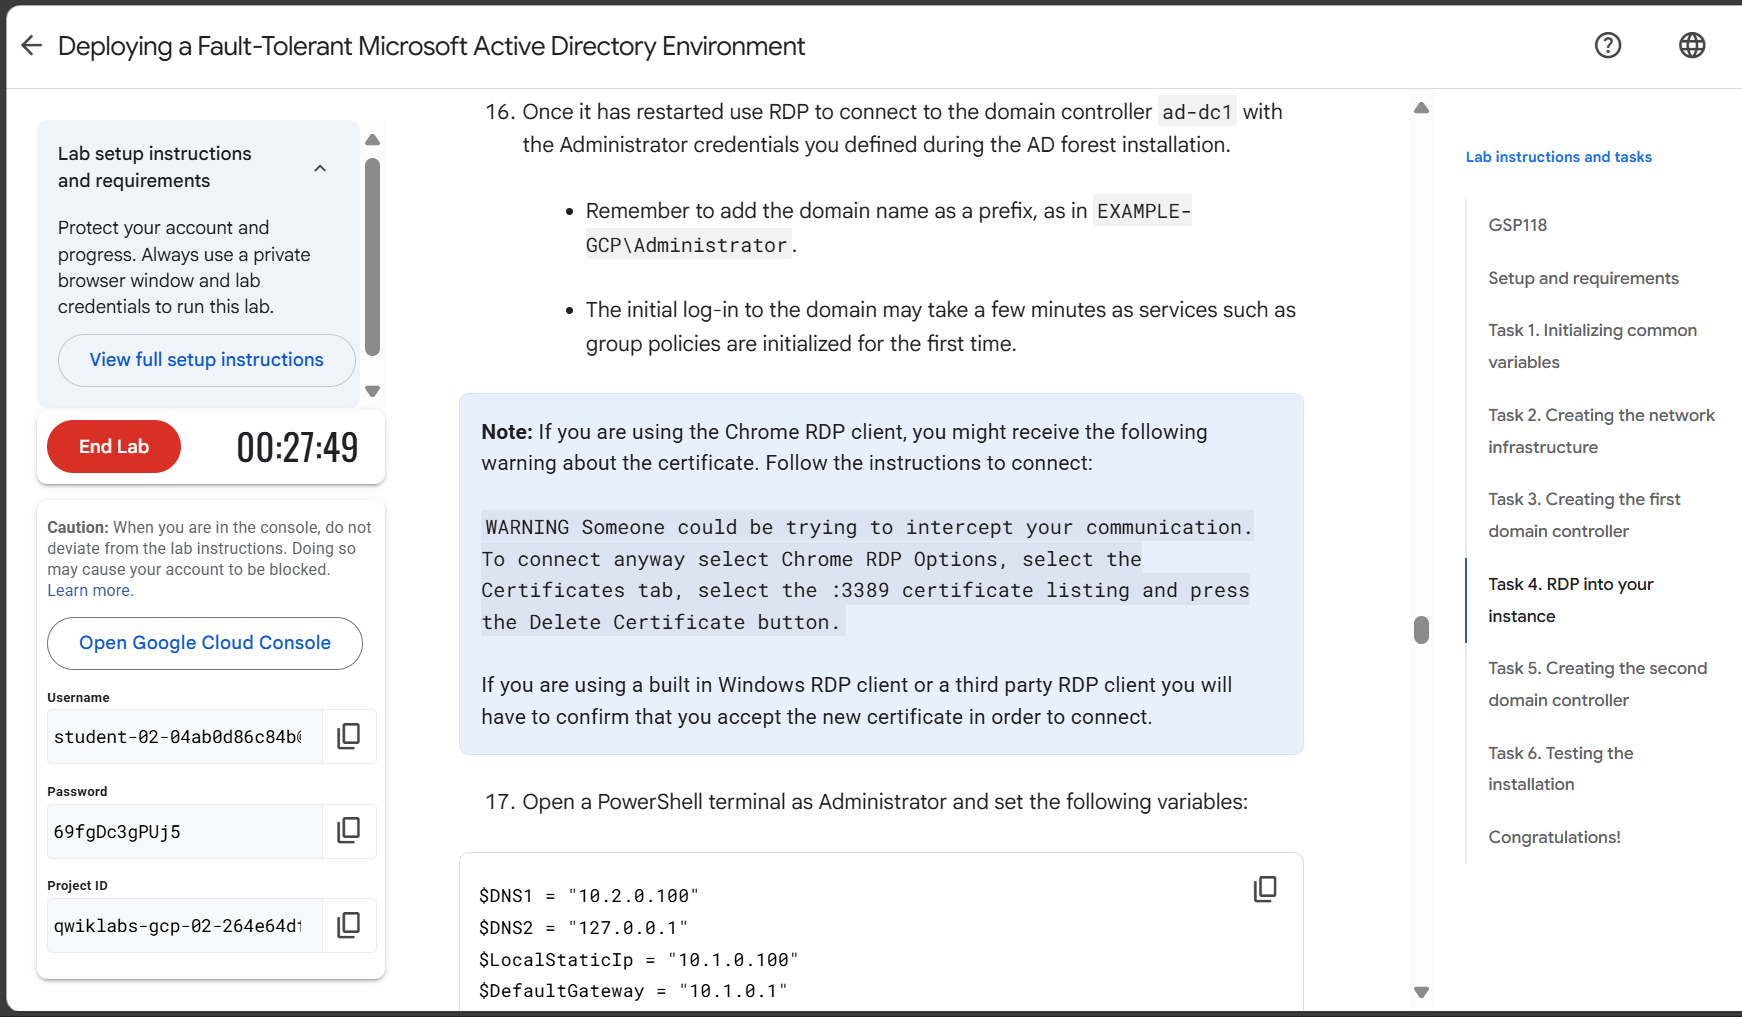 Deploying a Fault-Tolerant Microsoft Active Directory Environment
Lab setup instructions
and requirements
Protect your account and
progress. Always use a private
browser window and lab
credentials to run this lab.
View full setup instructions
End Lab
00:27:49
Caution: When you are in the console, do not
deviate from the lab instructions. Doing so
may cause your account to be blocked.
Learn more.
Open Google Cloud Console
Username
student-02-04ab0d86c84b
Password
69fgDc3gPUj5
Project ID
qwiklabs-gcp-02-264e64d
16. Once it has restarted use RDP to connect to the domain controller ad-dc1 with
the Administrator credentials you defined during the AD forest installation.
• Remember to add the domain name as a prefix, as in EXAMPLE-
GCP\Administrator.
• The initial log-in to the domain may take a few minutes as services such as
group policies are initialized for the first time.
Note: If you are using the Chrome RDP client, you might receive the following
warning about the certificate. Follow the instructions to connect:
WARNING Someone could be trying to intercept your communication.
To connect anyway select Chrome RDP Options, select the
Certificates tab, select the :3389 certificate listing and press
the Delete Certificate button.
If you are using a built in Windows RDP client or a third party RDP client you will
have to confirm that you accept the new certificate in order to connect.
17. Open a PowerShell terminal as Administrator and set the following variables:
$DNS1 = "10.2.0.100"
$DNS2 = "127.0.0.1"
$LocalStaticIp = "10.1.0.100"
$DefaultGateway = "10.1.0.1"
Lab instructions and tasks
GSP118
Setup and requirements
Task 1. Initializing common
variables
Task 2. Creating the network
infrastructure
Task 3. Creating the first
domain controller
Task 4. RDP into your
instance
Task 5. Creating the second
domain controller
Task 6. Testing the
installation
Congratulations!